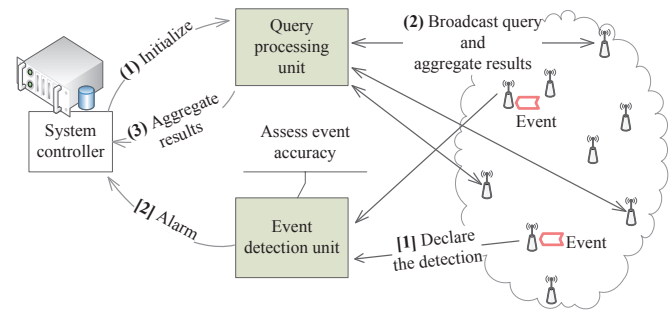 (1) Initialize
Query
processing
unit
(2) Broadcast query
and
aggregate results
Event
System
controller
(3) Aggregate
results
Assess event
accuracy
[2] Alarm
Event
detection unit
[1] Declare
the detection
Event